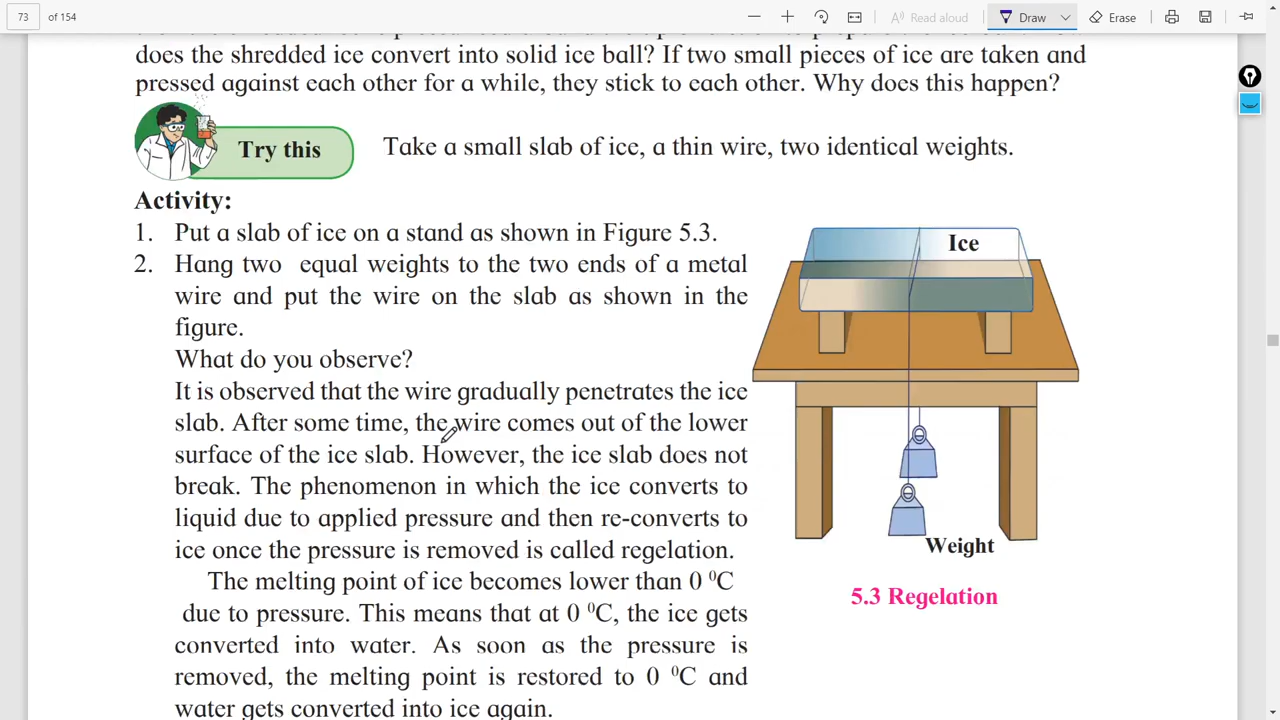 73 of 154
Read aloud
Draw
Erase
does the shredded ice convert into solid ice ball? If two small pieces of ice are taken and
pressed against each other for a while, they stick to each other. Why does this happen?
Try this
Take a small slab of ice, a thin wire, two identical weights.
Activity:
1. Put a slab of ice on a stand as shown in Figure 5.3.
2. Hang two equal weights to the two ends of a metal
wire and put the wire on the slab as shown in the
figure.
What do you observe?
It is observed that the wire gradually penetrates the ice
slab. After some time, the wire comes out of the lower
surface of the ice slab. However, the ice slab does not
break. The phenomenon in which the ice converts to
liquid due to applied pressure and then re-converts to
ice once the pressure is removed is called regelation.
The melting point of ice becomes lower than 0 ⁰C
due to pressure. This means that at 0 ⁰C, the ice gets
converted into water. As soon as the pressure is
removed, the melting point is restored to 0 ⁰C and
water gets converted into ice again.
Ice
Weight
5.3 Regelation